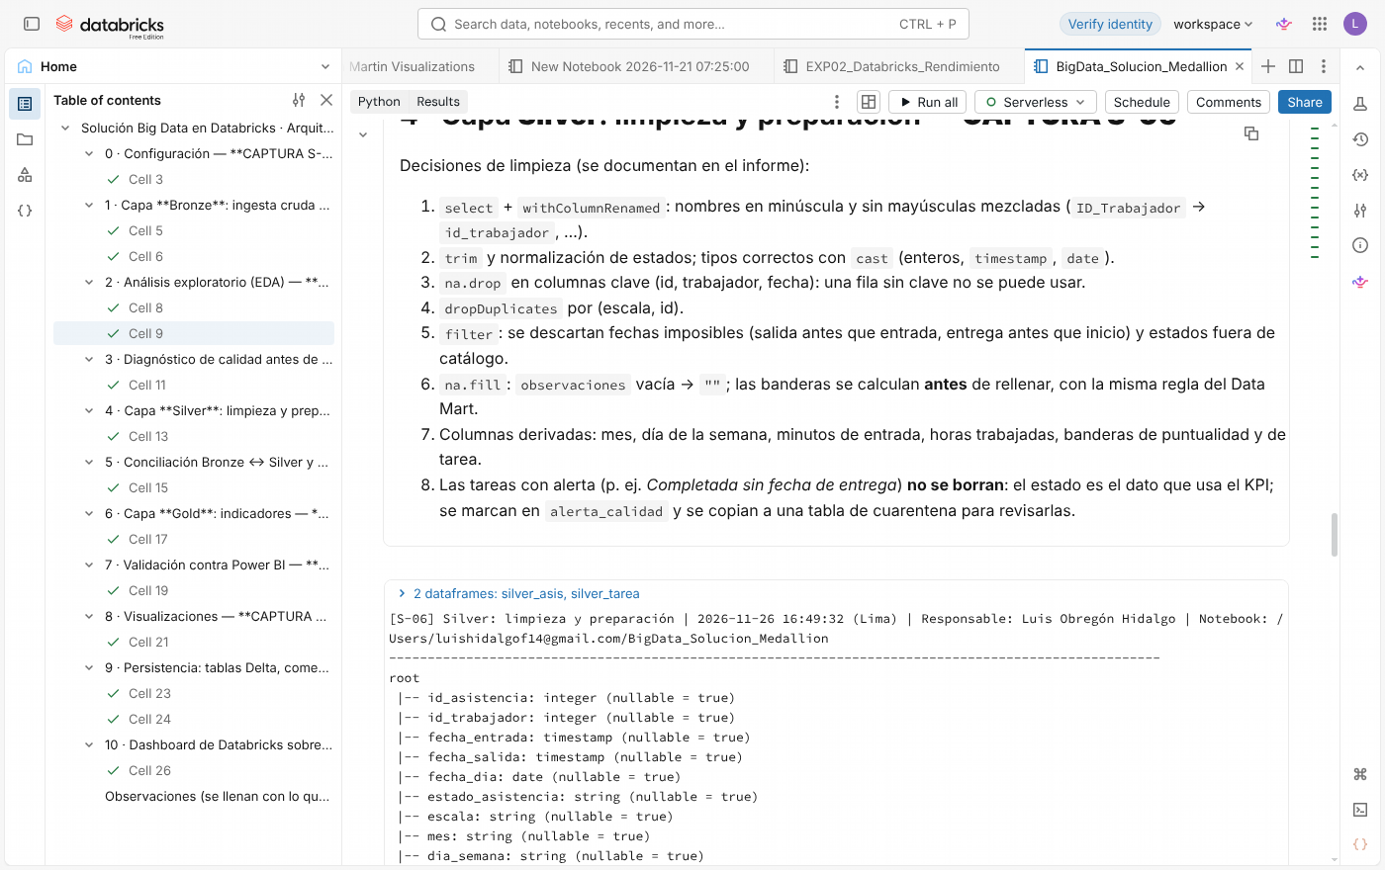 databricks
Free Edition
Search data, notebooks, recents, and more...
CTRL + P
Verify identity
workspace
L
Home
Martin Visualizations
New Notebook 2026-11-21 07:25:00
EXP02_Databricks_Rendimiento
BigData_Solucion_Medallion
Table of contents
Python
Results
Run all
Serverless
Schedule
Comments
Share
Solución Big Data en Databricks · Arquit...
0 · Configuración — **CAPTURA S-...
Cell 3
1 · Capa **Bronze**: ingesta cruda ...
Cell 5
Cell 6
2 · Análisis exploratorio (EDA) — **...
Cell 8
Cell 9
3 · Diagnóstico de calidad antes de ...
Cell 11
4 · Capa **Silver**: limpieza y prep...
Cell 13
5 · Conciliación Bronze ↔ Silver y ...
Cell 15
6 · Capa **Gold**: indicadores — *...
Cell 17
7 · Validación contra Power BI — **...
Cell 19
8 · Visualizaciones — **CAPTURA ...
Cell 21
9 · Persistencia: tablas Delta, come...
Cell 23
Cell 24
10 · Dashboard de Databricks sobre...
Cell 26
Observaciones (se llenan con lo qu...
4 · Capa Silver: limpieza y preparación — CAPTURA S-06
Decisiones de limpieza (se documentan en el informe):
1. select + withColumnRenamed : nombres en minúscula y sin mayúsculas mezcladas ( ID_Trabajador →
id_trabajador , …).
2. trim y normalización de estados; tipos correctos con cast (enteros, timestamp , date ).
3. na.drop en columnas clave (id, trabajador, fecha): una fila sin clave no se puede usar.
4. dropDuplicates por (escala, id).
5. filter : se descartan fechas imposibles (salida antes que entrada, entrega antes que inicio) y estados fuera de
catálogo.
6. na.fill : observaciones vacía → "" ; las banderas se calculan antes de rellenar, con la misma regla del Data
Mart.
7. Columnas derivadas: mes, día de la semana, minutos de entrada, horas trabajadas, banderas de puntualidad y de
tarea.
8. Las tareas con alerta (p. ej. Completada sin fecha de entrega) no se borran: el estado es el dato que usa el KPI;
se marcan en alerta_calidad y se copian a una tabla de cuarentena para revisarlas.
2 dataframes: silver_asis, silver_tarea
[S-06] Silver: limpieza y preparación | 2026-11-26 16:49:32 (Lima) | Responsable: Luis Obregón Hidalgo | Notebook: /
Users/luishidalgof14@gmail.com/BigData_Solucion_Medallion
----------------------------------------------------------------------------------------------------
root
|-- id_asistencia: integer (nullable = true)
|-- id_trabajador: integer (nullable = true)
|-- fecha_entrada: timestamp (nullable = true)
|-- fecha_salida: timestamp (nullable = true)
|-- fecha_dia: date (nullable = true)
|-- estado_asistencia: string (nullable = true)
|-- escala: string (nullable = true)
|-- mes: string (nullable = true)
|-- dia_semana: string (nullable = true)